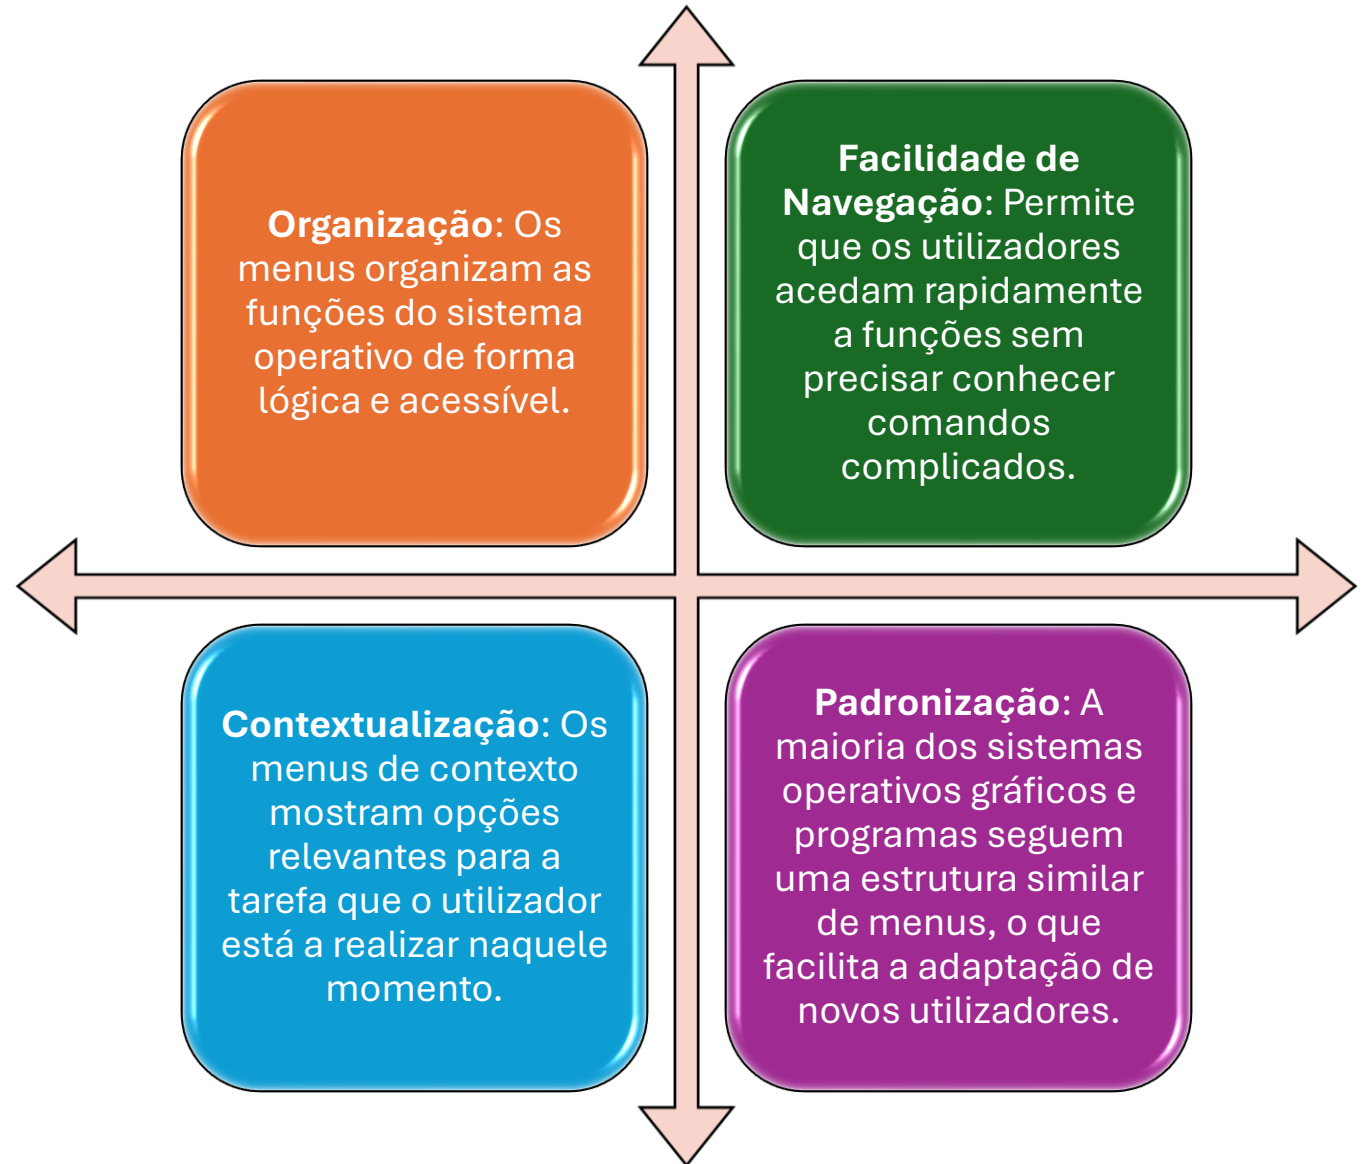 Organização: Os
menus organizam as
funções do sistema
operativo de forma
lógica e acessível.
Facilidade de
Navegação: Permite
que os utilizadores
acedam rapidamente
a funções sem
precisar conhecer
comandos
complicados.
Contextualização: Os
menus de contexto
mostram opções
relevantes para a
tarefa que o utilizador
está a realizar naquele
momento.
Padronização: A
maioria dos sistemas
operativos gráficos e
programas seguem
uma estrutura similar
de menus, o que
facilita a adaptação de
novos utilizadores.